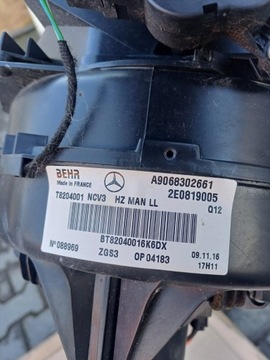 BEHR
Made in FRANCE
A9068302661
2E0819005
Q12
T8204001 NCV3 HZ MAN LL
BT82040016K6DX
N° 088969
ZGS3
OP 04183
09.11.16
17H11